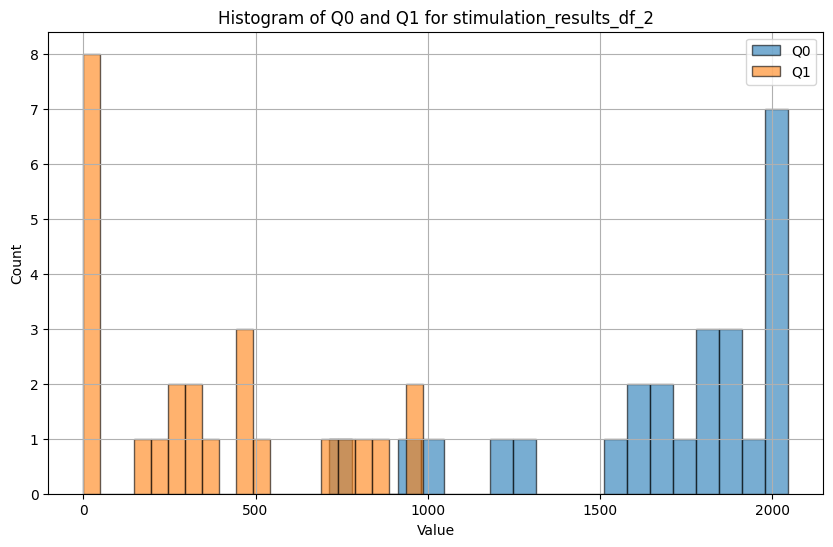 Histogram of Q0 and Q1 for stimulation_results_df_2
Q0
Q1
8
7
6
5
4
3
2
1
0
Count
0
500
1000
1500
2000
Value